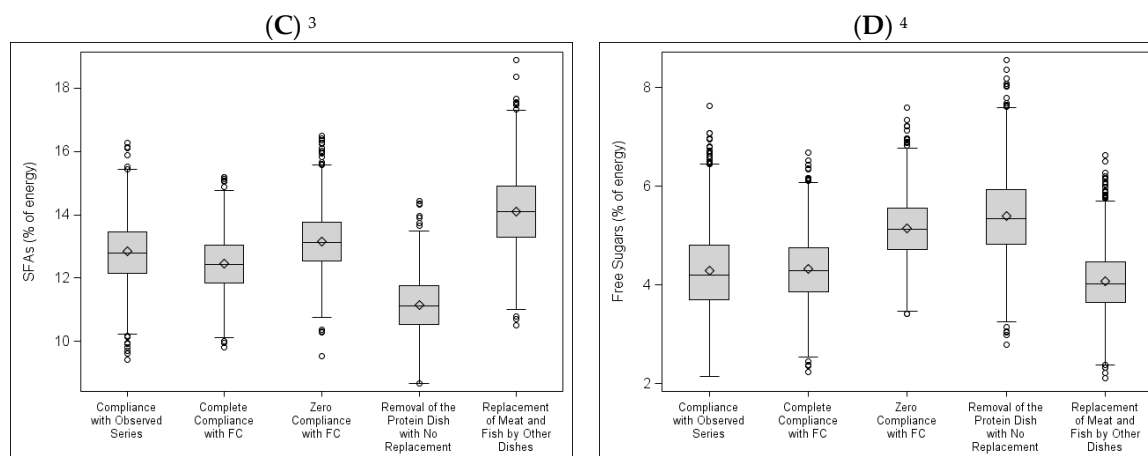 (C) 3
SFAs (% of energy)
18
16
14
12
10
Compliance
with Observed
Series
Complete
Compliance
with FC
Zero
Compliance
with FC
Removal of the
Protein Dish
with No
Replacement
Replacement
of Meat and
Fish by Other
Dishes
(D) 4
Free Sugars (% of energy)
8
6
4
2
Compliance
with Observed
Series
Complete
Compliance
with FC
Zero
Compliance
with FC
Removal of the
Protein Dish
with No
Replacement
Replacement
of Meat and
Fish by Other
Dishes